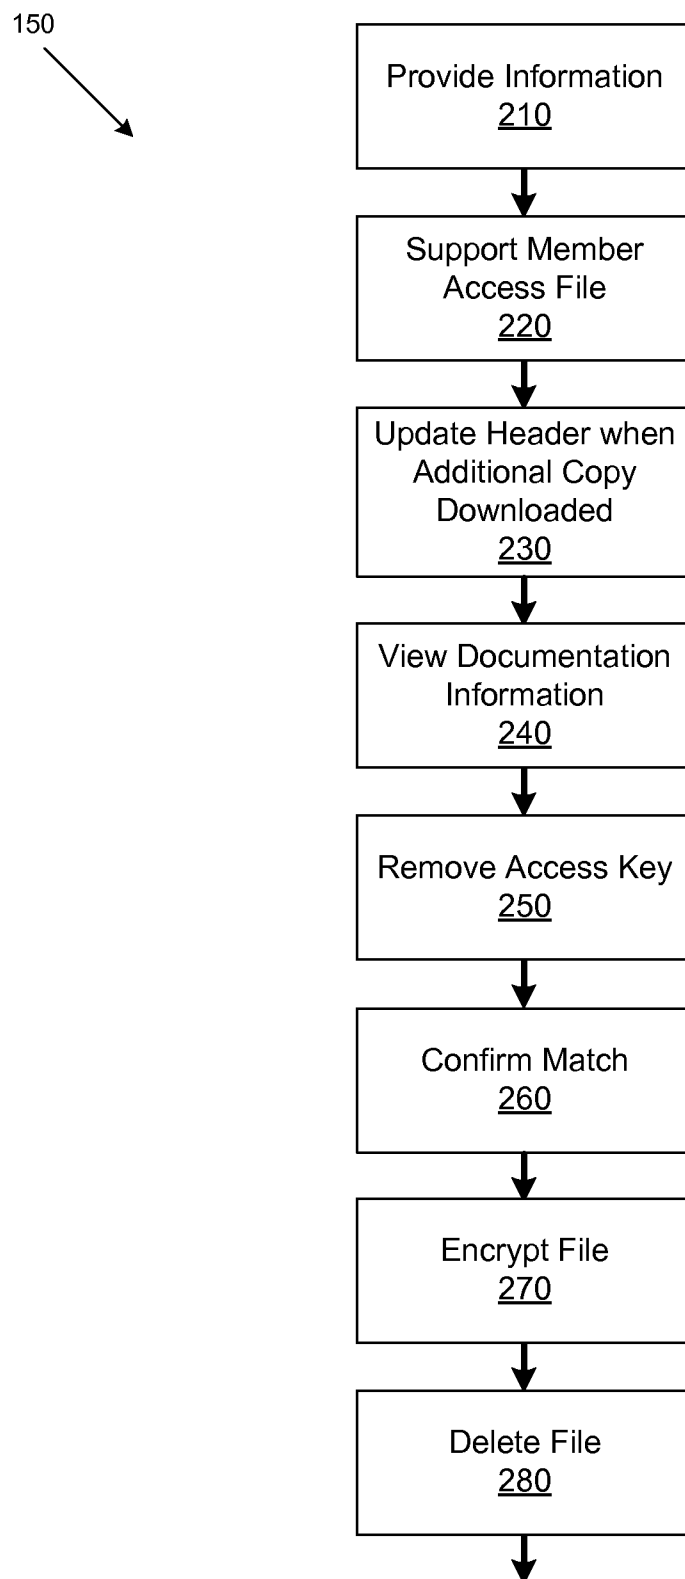 150
Provide Information
210
Support Member
Access File
220
Update Header when
Additional Copy
Downloaded
230
View Documentation
Information
240
Remove Access Key
250
Confirm Match
260
Encrypt File
270
Delete File
280